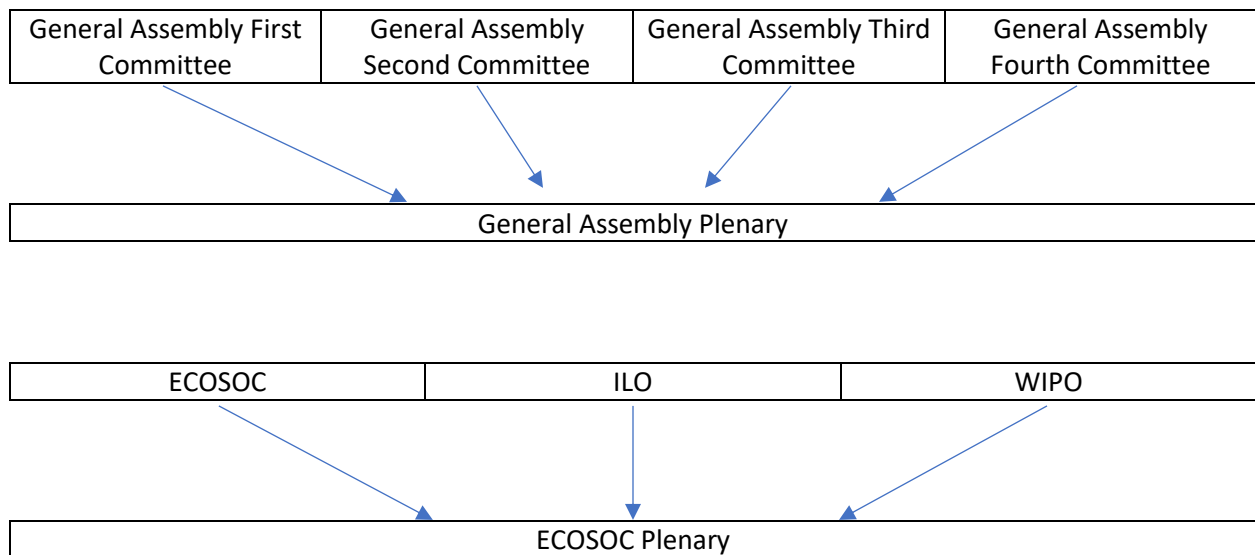 General Assembly First
Committee
General Assembly
Second Committee
General Assembly Third
Committee
General Assembly
Fourth Committee
General Assembly Plenary
ECOSOC
ILO
WIPO
ECOSOC Plenary